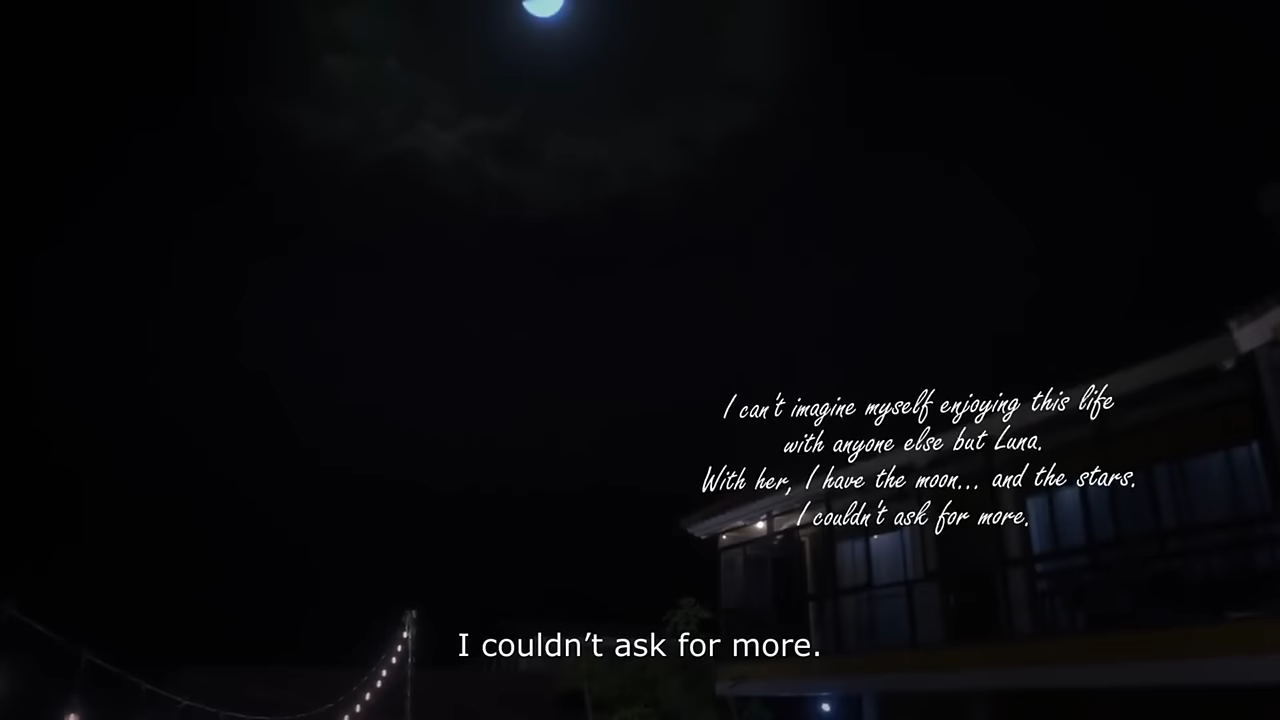 I can't imagine myself enjoying this life
with anyone else but Luna.
With her, I have the moon... and the stars.
I couldn't ask for more.
I couldn’t ask for more.